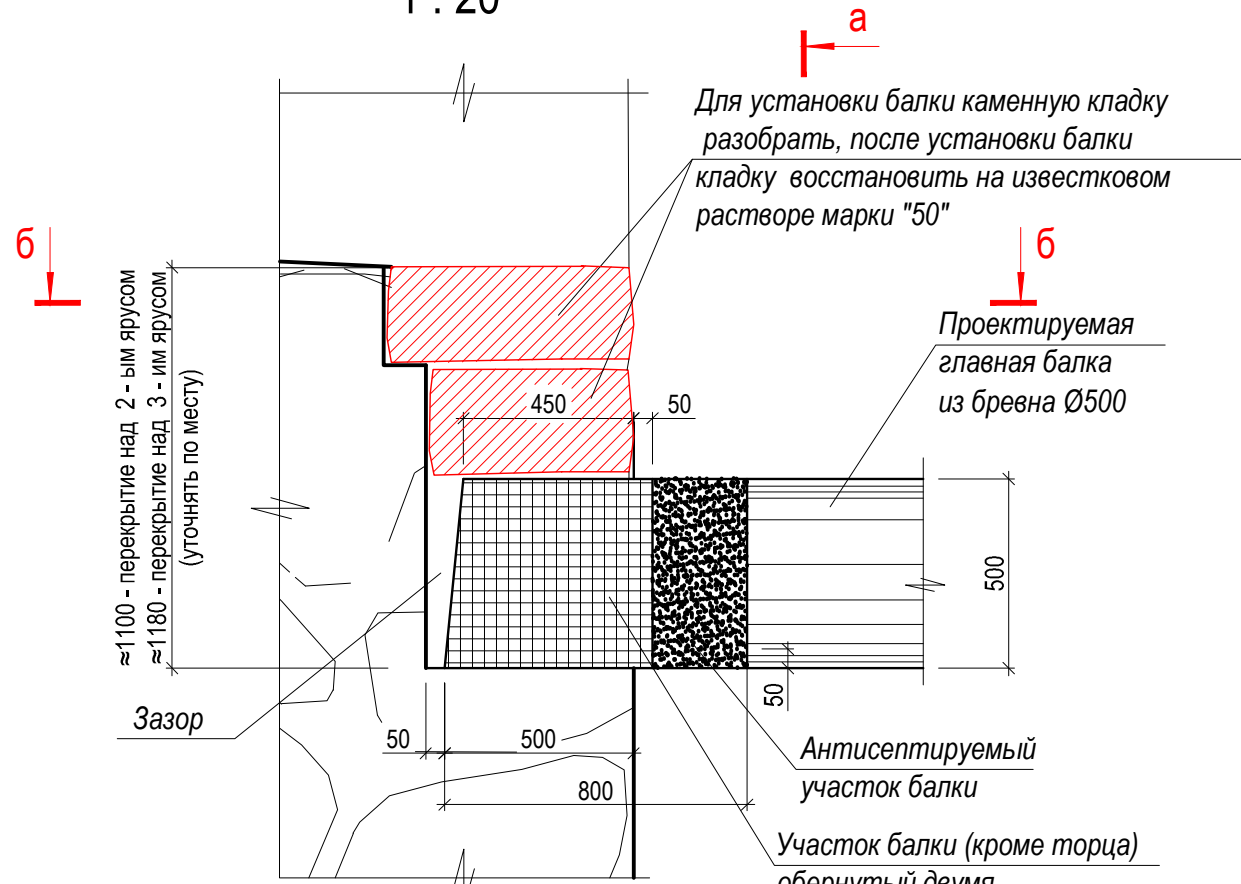 1 : 20
а
Для установки балки каменную кладку
разобрать, после установки балки
кладку восстановить на известковом
растворе марки "50"
б
б
Проектируемая
главная балка
из бревна Ø500
≈1100 - перекрытие над 2 - ым ярусом
≈1180 - перекрытие над 3 - им ярусом
(уточнять по месту)
450
50
500
50
Зазор
50
500
800
Антисептируемый
участок балки
Участок балки (кроме торца)
обернутый двумя